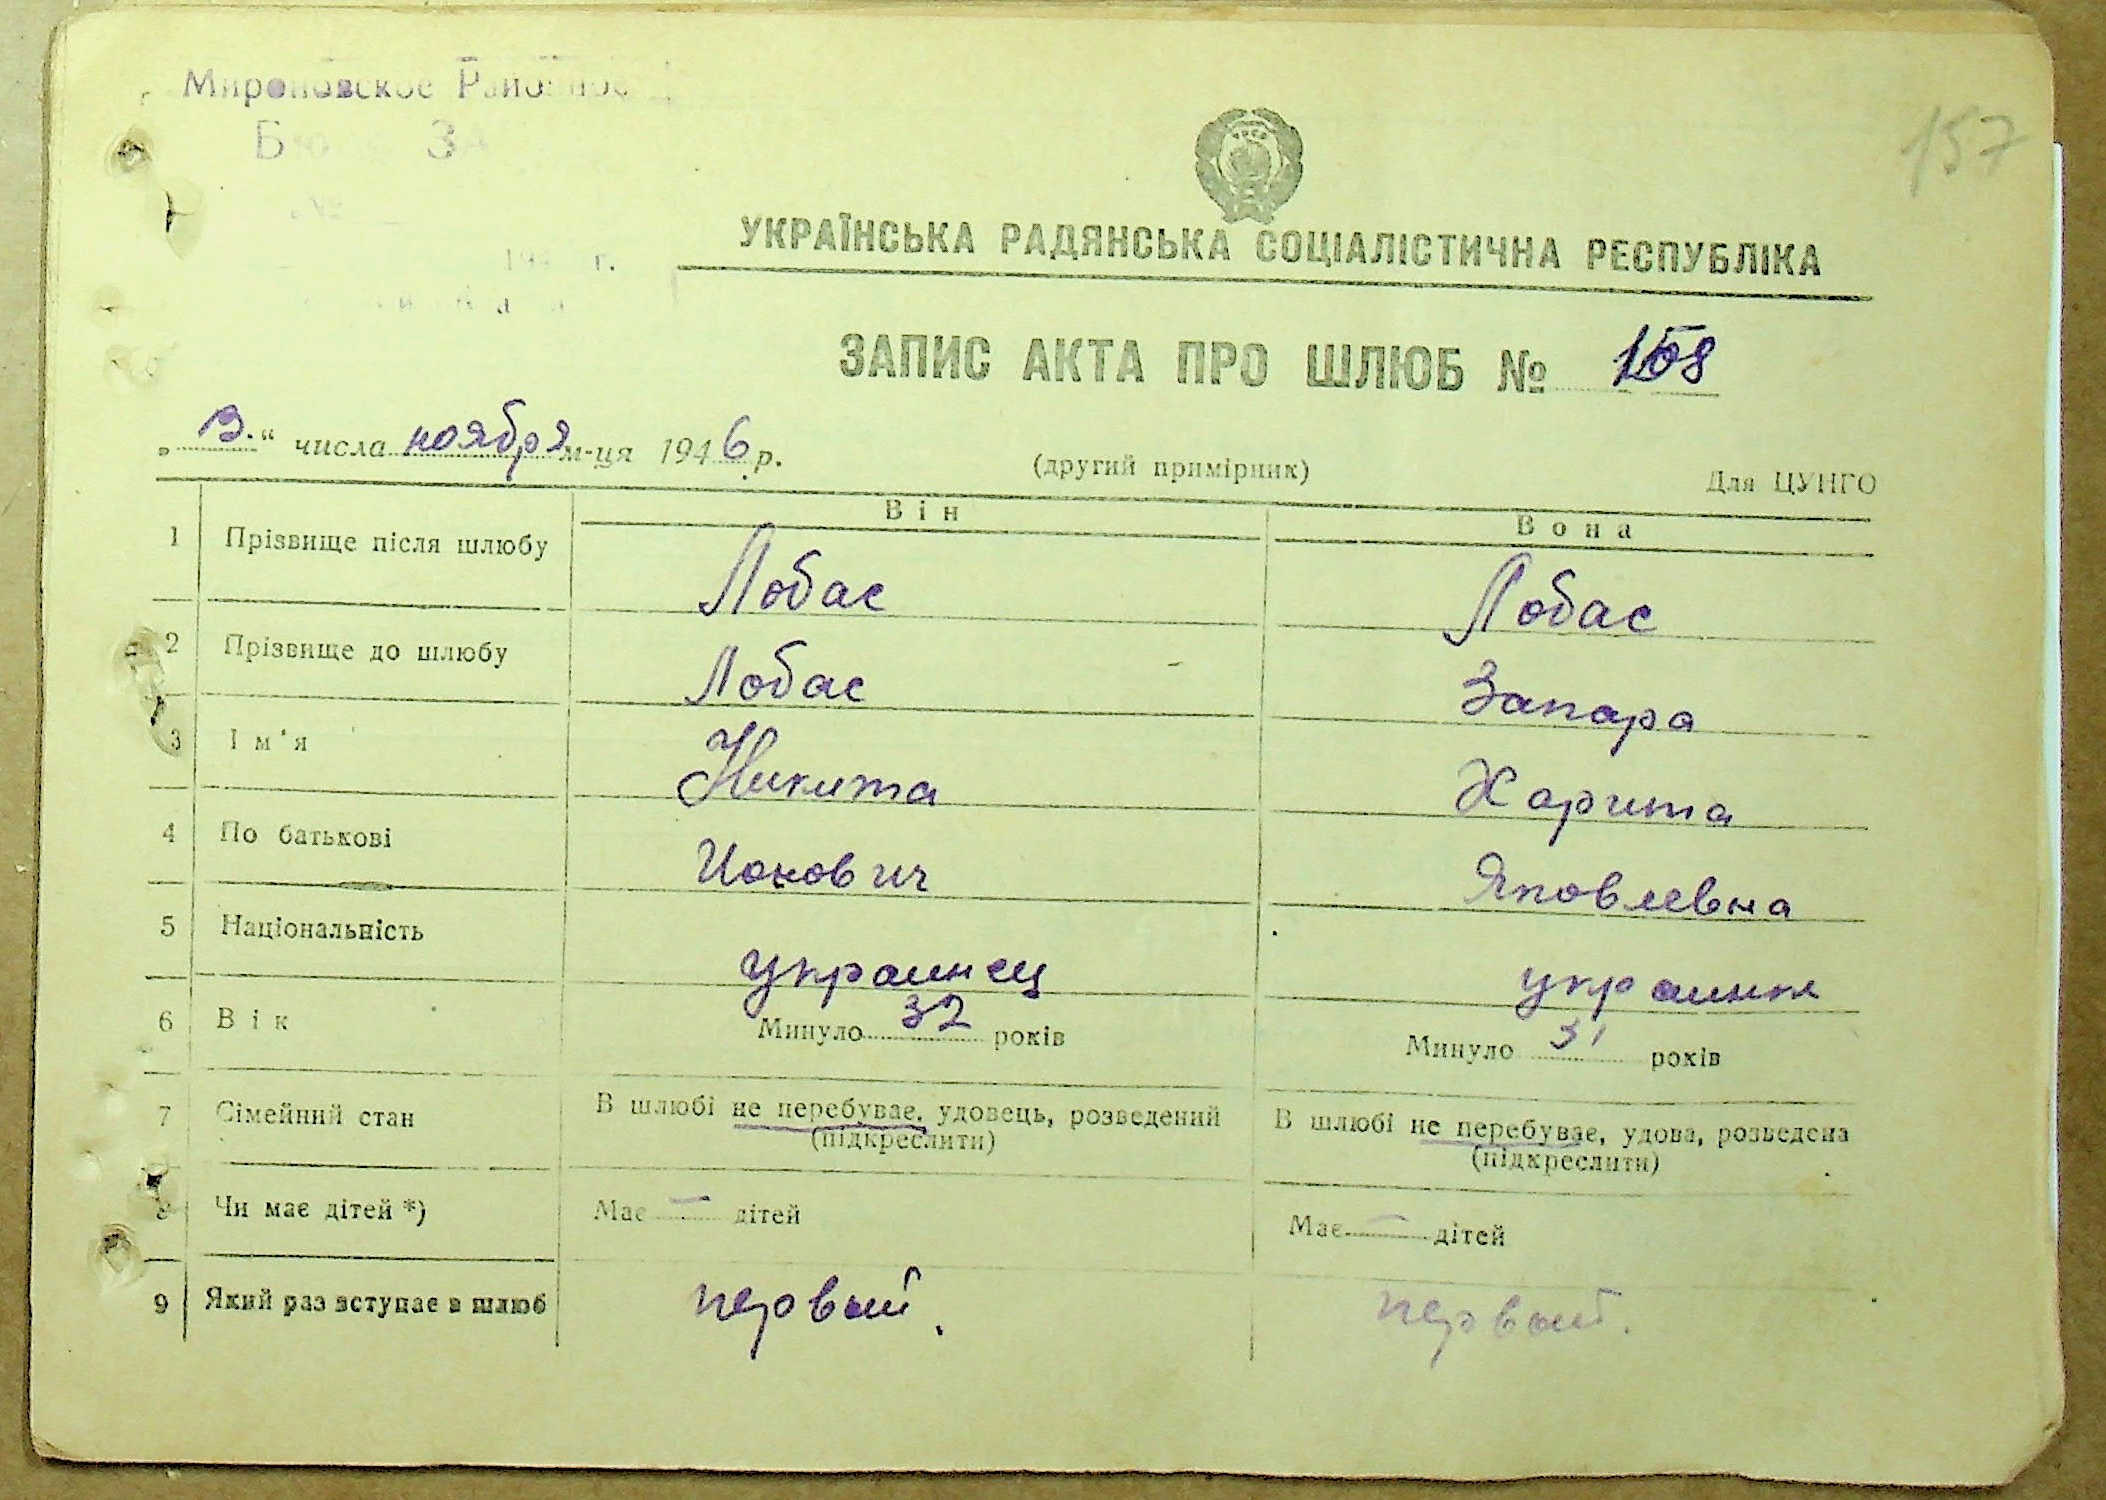 Мироновское
157
УКРАЇНСЬКА РАДЯНСЬКА СОЦІАЛІСТИЧНА РЕСПУБЛІКА
ЗАПИС АКТА ПРО ШЛЮБ № 158
„13.“ числа ноября м-ця 1946 р.
(другий примірник)
Для ЦУНГО
Він
Вона
1 Прізвище після шлюбу Лобас Лобас
2 Прізвище до шлюбу Лобас Запара
3 Ім'я Никита Харита
4 По батькові Ионович Яковлевна
5 Національність украинец украинка
6 Вік Минуло 32 років Минуло 31 років
7 Сімейний стан В шлюбі не перебуває, удовець, розведений В шлюбі не перебуває, удова, розведена
(підкреслити) (підкреслити)
8 Чи має дітей *) Має — дітей Має — дітей
9 Який раз вступає в шлюб первый. первый.